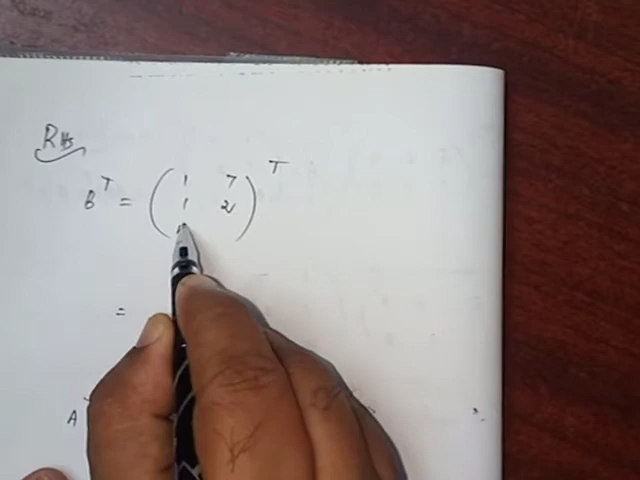 RHS
B^T = ( 1 7 ) ^T
( 1 2 )
=
A